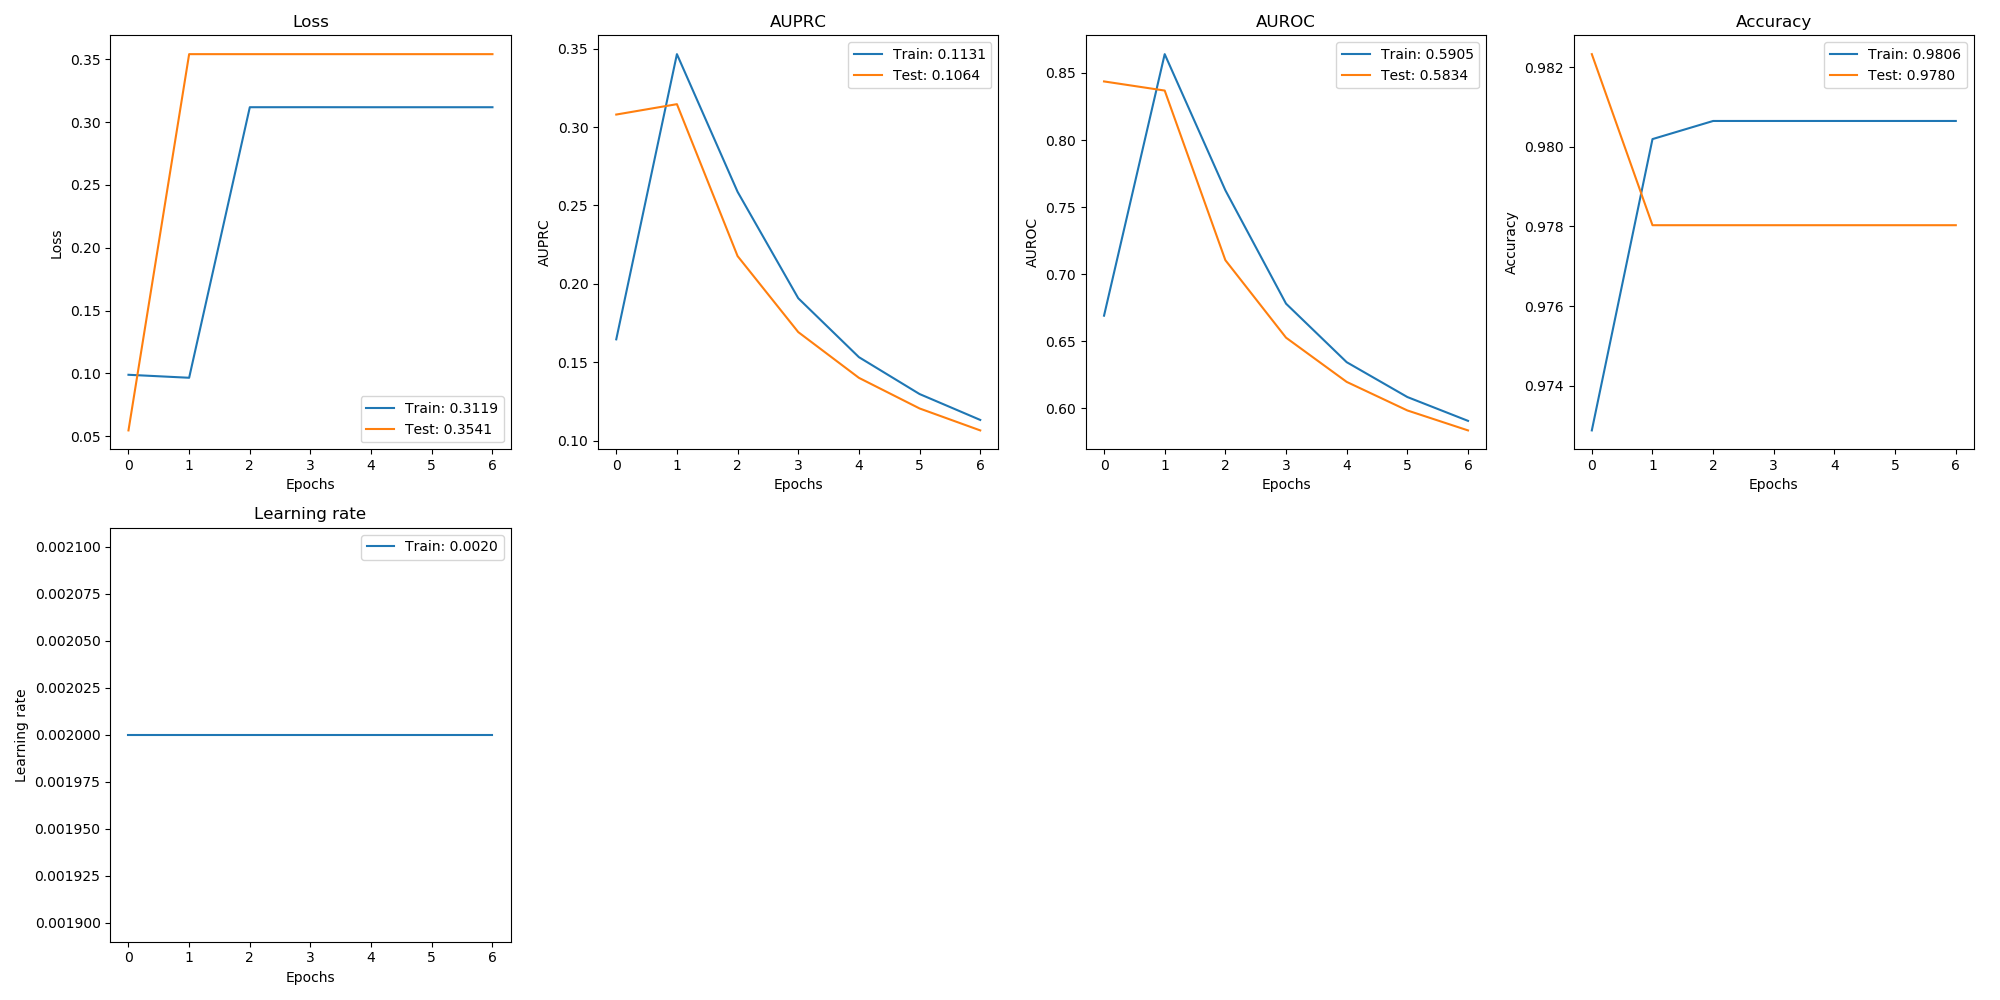 Loss
0.35
0.30
0.25
0.20
0.15
0.10
0.05
Loss
Train: 0.3119
Test: 0.3541
0 1 2 3 4 5 6
Epochs
AUPRC
0.35
0.30
0.25
0.20
0.15
0.10
AUPRC
Train: 0.1131
Test: 0.1064
0 1 2 3 4 5 6
Epochs
AUROC
0.85
0.80
0.75
0.70
0.65
0.60
AUROC
Train: 0.5905
Test: 0.5834
0 1 2 3 4 5 6
Epochs
Accuracy
0.982
0.980
0.978
0.976
0.974
Accuracy
Train: 0.9806
Test: 0.9780
0 1 2 3 4 5 6
Epochs
Learning rate
0.002100
0.002075
0.002050
0.002025
0.002000
0.001975
0.001950
0.001925
0.001900
Learning rate
Train: 0.0020
0 1 2 3 4 5 6
Epochs